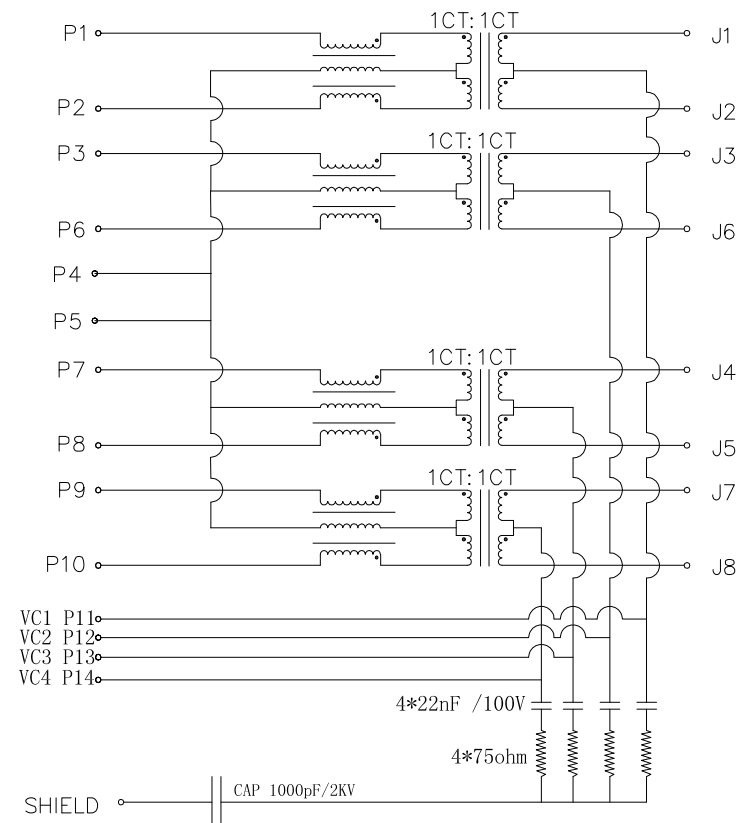 1CT:1CT
P1
J1
P2
J2
1CT:1CT
P3
J3
P6
J6
P4
P5
1CT:1CT
P7
J4
P8
J5
1CT:1CT
P9
J7
P10
J8
VC1 P11
VC2 P12
VC3 P13
VC4 P14
4*22nF /100V
4*75ohm
CAP 1000pF/2KV
SHIELD